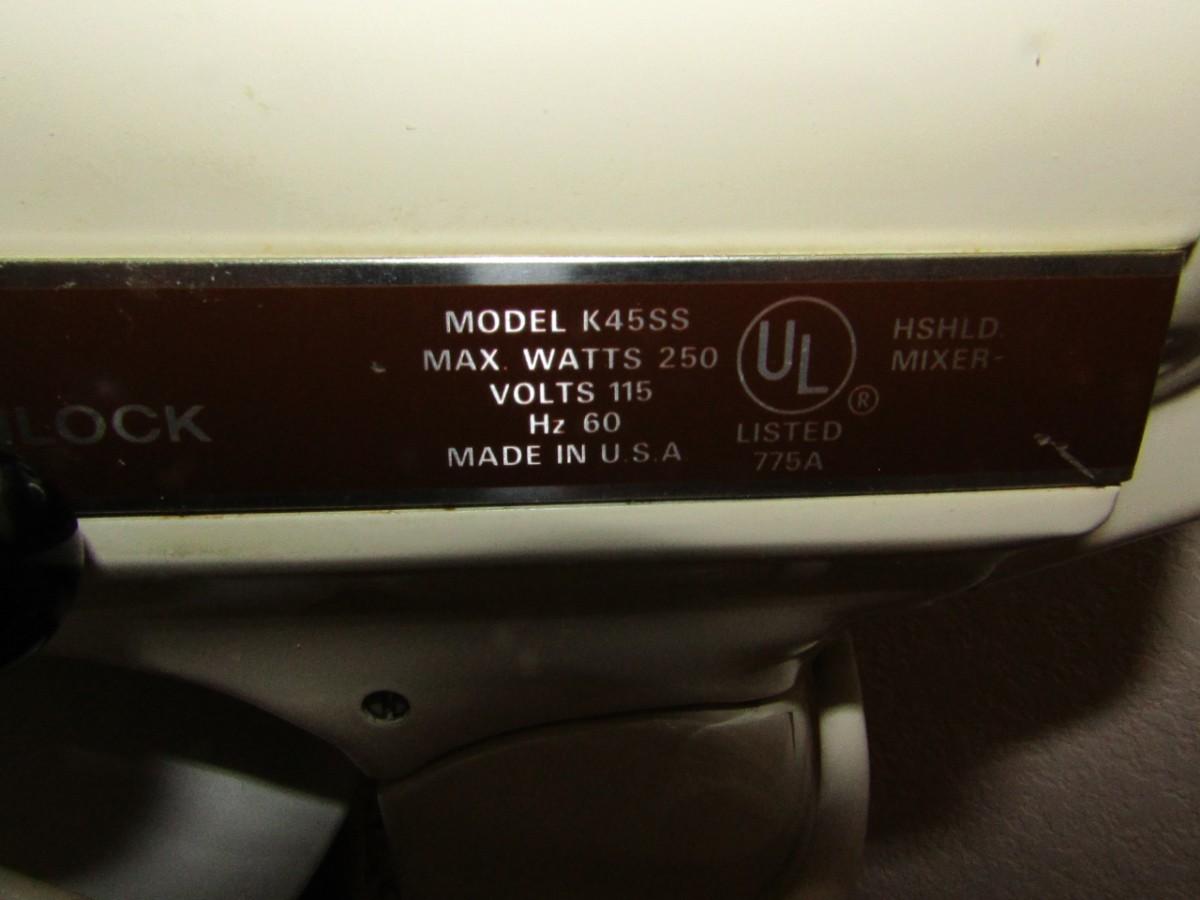 LOCK
MODEL K45SS
MAX. WATTS 250
VOLTS 115
Hz 60
MADE IN U.S.A
UL
®
LISTED
775A
HSHLD.
MIXER-